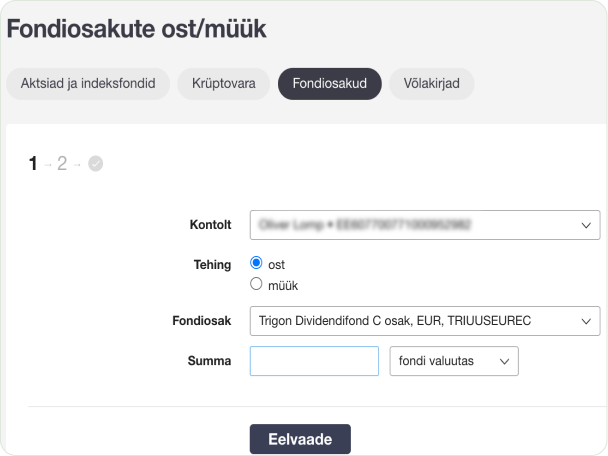 Fondiosakute ost/müük
Aktsiad ja indeksfondid Krüptovara Fondiosakud Võlakirjad
1 → 2 →
Kontolt
Tehing ost
müük
Fondiosak Trigon Dividendifond C osak, EUR, TRIUUSEUREC
Summa fondi valuutas
Eelvaade